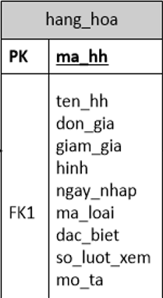 hang_hoa
PK ma_hh
ten_hh
don_gia
giam_gia
hinh
ngay_nhap
FK1 ma_loai
dac_biet
so_luot_xem
mo_ta